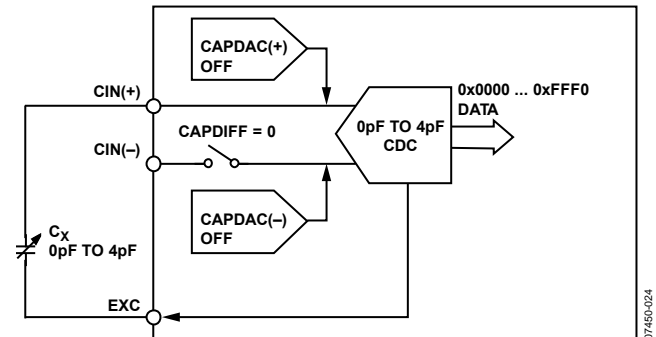 CAPDAC(+)
OFF
CIN(+)
0x0000 ... 0xFFF0
DATA
CAPDIFF = 0
0pF TO 4pF
CDC
CIN(–)
CAPDAC(–)
OFF
CX
0pF TO 4pF
EXC
07450-024